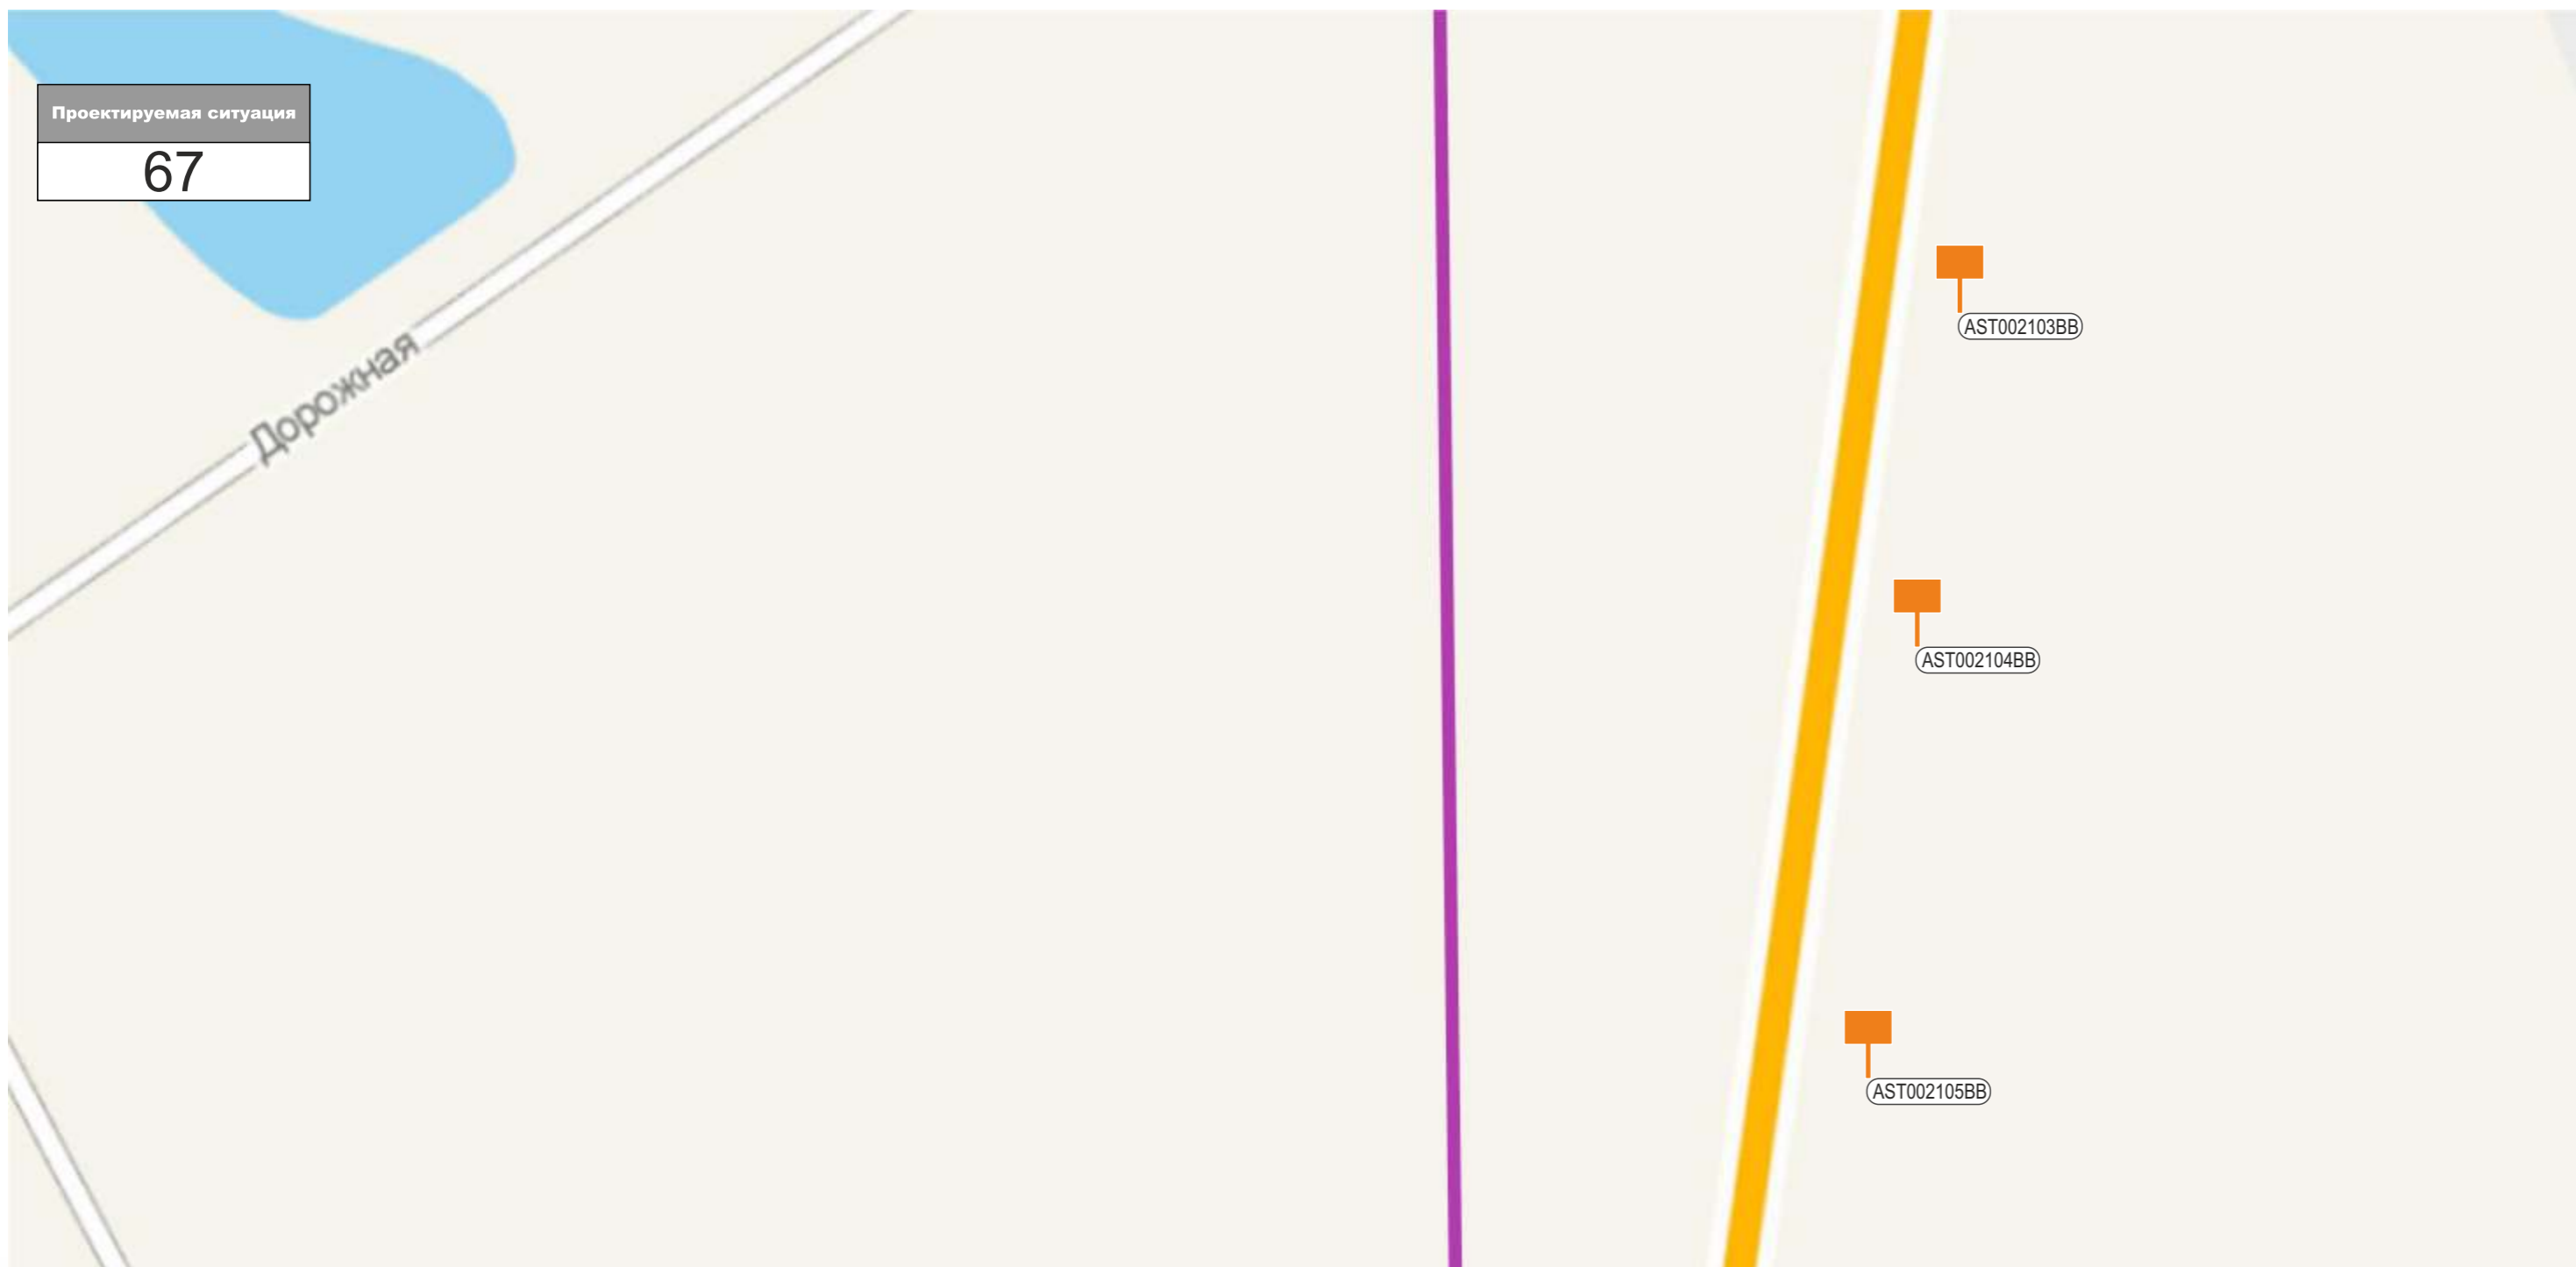 Проектируемая ситуация
67
Дорожная
AST002103BB
AST002104BB
AST002105BB